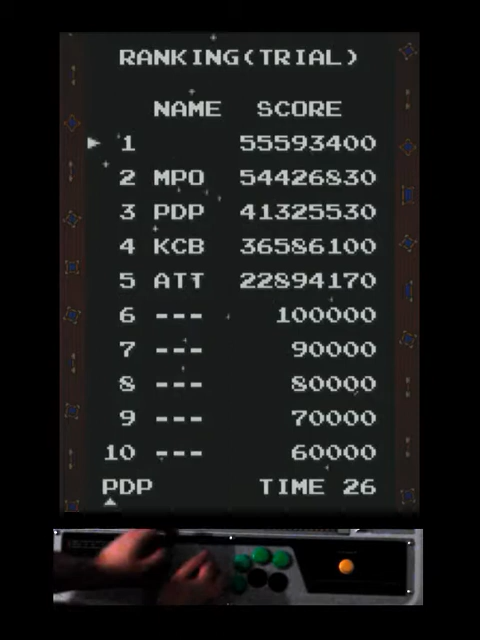 RANKING(TRIAL)
NAME SCORE
1 55593400
2 MPO 54426830
3 PDP 41325530
4 KCB 36586100
5 ATT 22894170
6 --- 100000
7 --- 90000
8 --- 80000
9 --- 70000
10 --- 60000
PDP TIME 26